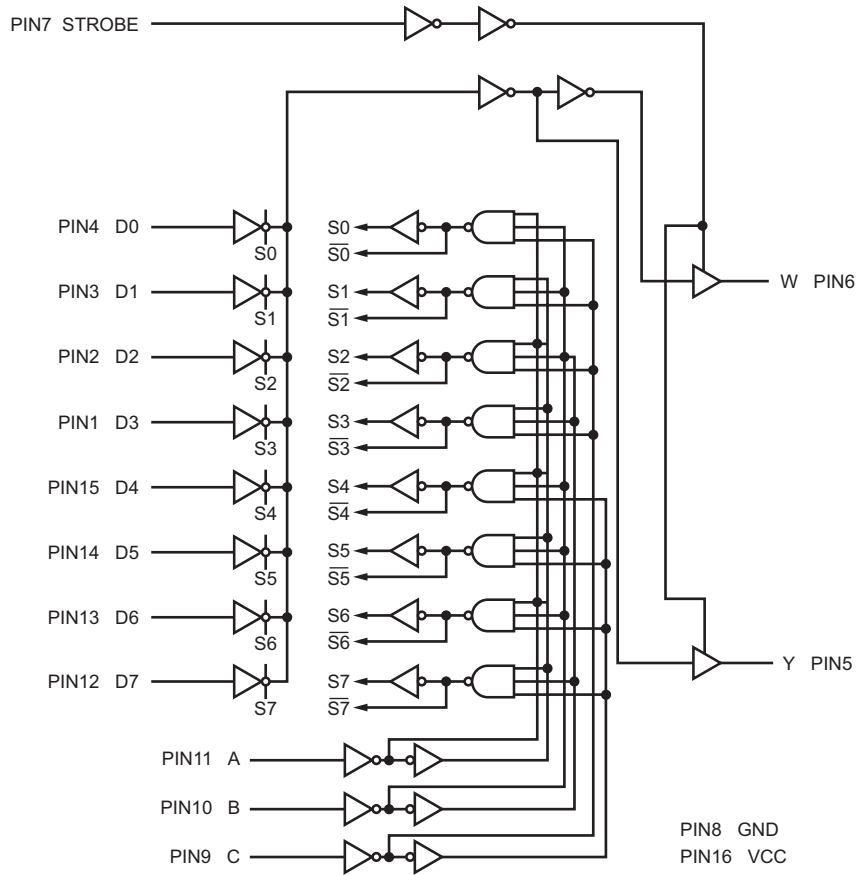 PIN7 STROBE
PIN4 D0
S0
S0
S̅0̅
PIN3 D1
S1
S1
S̅1̅
PIN2 D2
S2
S2
S̅2̅
PIN1 D3
S3
S3
S̅3̅
PIN15 D4
S4
S4
S̅4̅
PIN14 D5
S5
S5
S̅5̅
PIN13 D6
S6
S6
S̅6̅
PIN12 D7
S7
S7
S̅7̅
W PIN6
Y PIN5
PIN11 A
PIN10 B
PIN9 C
PIN8 GND
PIN16 VCC